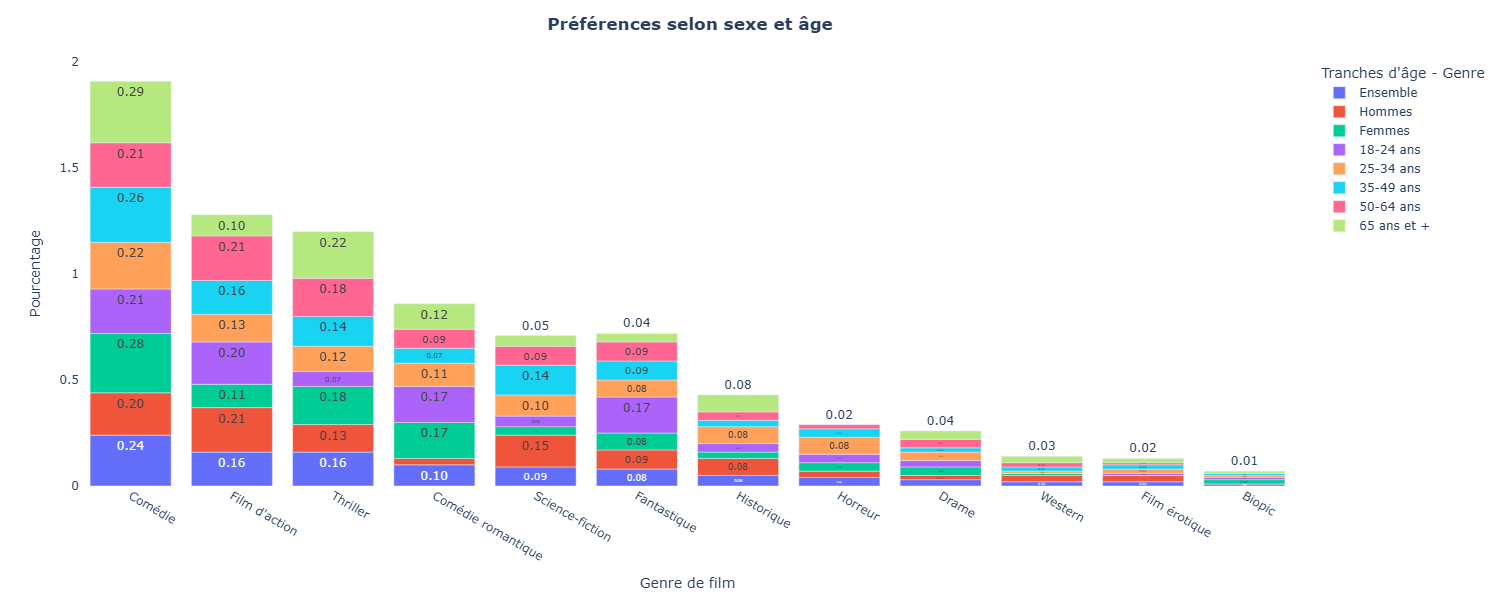 Préférences selon sexe et âge
Tranches d'âge - Genre
Ensemble
Hommes
Femmes
18-24 ans
25-34 ans
35-49 ans
50-64 ans
65 ans et +
Pourcentage
2
1.5
1
0.5
0
0.29
0.21
0.26
0.22
0.21
0.28
0.20
0.24
0.10
0.21
0.16
0.13
0.20
0.11
0.21
0.16
0.22
0.18
0.14
0.12
0.07
0.18
0.13
0.16
0.12
0.09
0.07
0.11
0.17
0.17
0.10
0.05
0.09
0.14
0.10
0.15
0.09
0.04
0.09
0.09
0.08
0.17
0.08
0.09
0.08
0.08
0.08
0.08
0.02
0.08
0.04
0.03
0.02
0.01
Comédie
Film d'action
Thriller
Comédie romantique
Science-fiction
Fantastique
Historique
Horreur
Drame
Western
Film érotique
Biopic
Genre de film